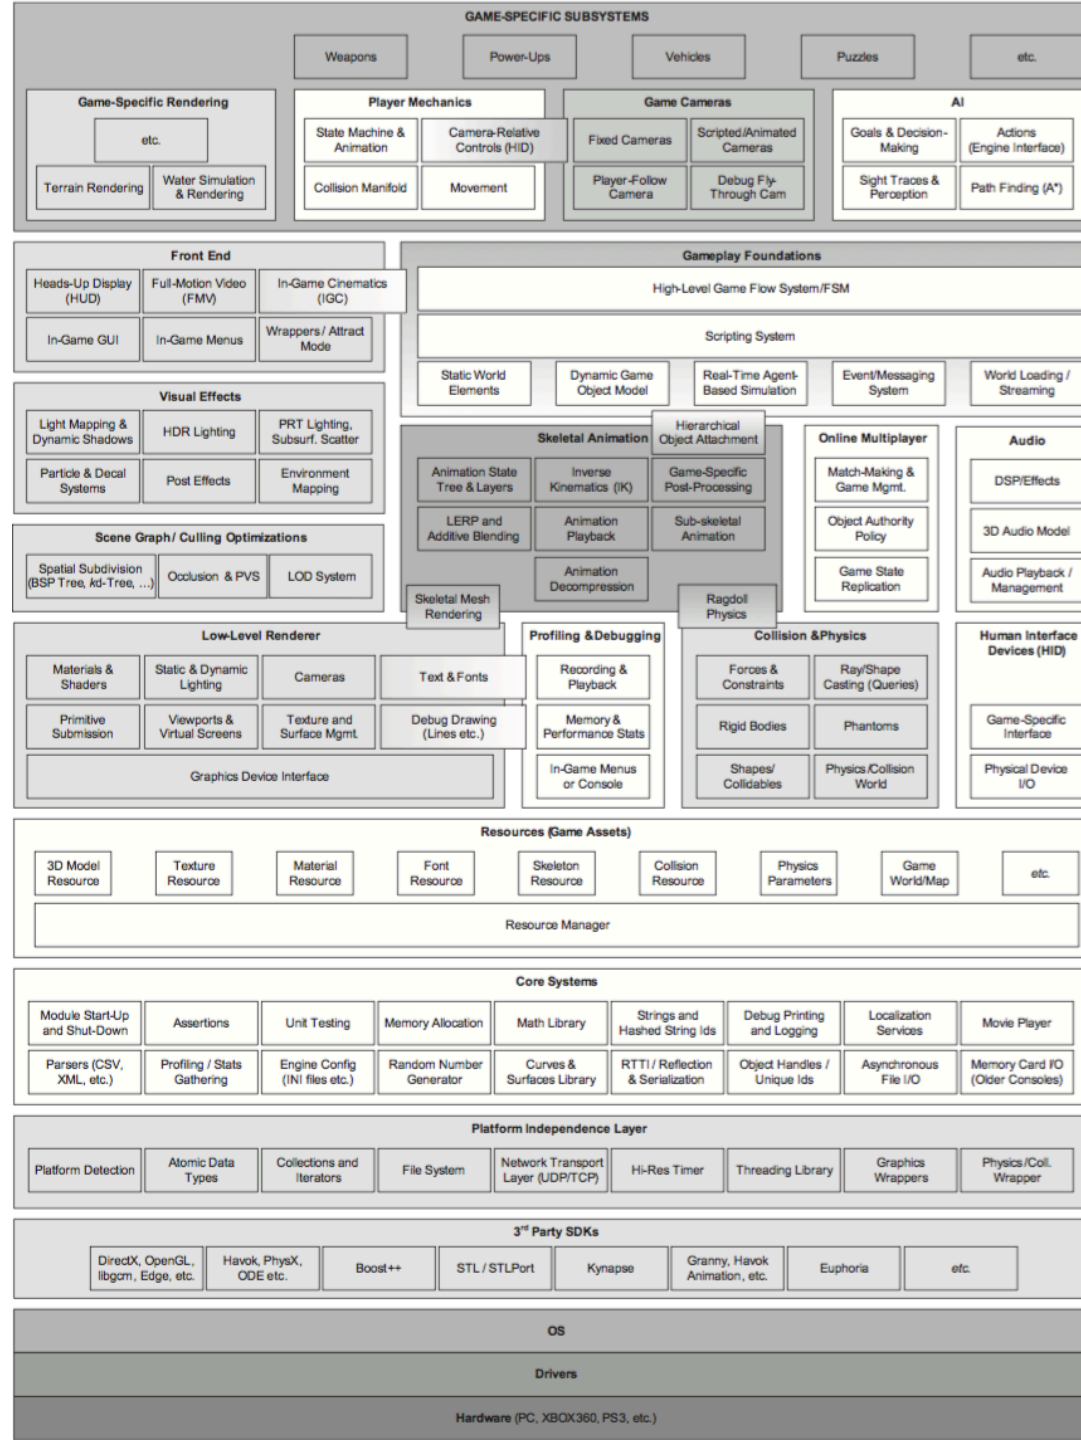 GAME-SPECIFIC SUBSYSTEMS
Weapons
Power-Ups
Vehicles
Puzzles
etc.
Game-Specific Rendering
etc.
Terrain Rendering
Water Simulation
& Rendering
Player Mechanics
State Machine &
Animation
Camera-Relative
Controls (HID)
Collision Manifold
Movement
Game Cameras
Fixed Cameras
Scripted/Animated
Cameras
Player-Follow
Camera
Debug Fly-
Through Cam
AI
Goals & Decision-
Making
Actions
(Engine Interface)
Sight Traces &
Perception
Path Finding (A*)
Front End
Heads-Up Display
(HUD)
Full-Motion Video
(FMV)
In-Game Cinematics
(IGC)
In-Game GUI
In-Game Menus
Wrappers / Attract
Mode
Gameplay Foundations
High-Level Game Flow System/FSM
Scripting System
Static World
Elements
Dynamic Game
Object Model
Real-Time Agent-
Based Simulation
Event/Messaging
System
World Loading /
Streaming
Visual Effects
Light Mapping &
Dynamic Shadows
HDR Lighting
PRT Lighting,
Subsurf. Scatter
Particle & Decal
Systems
Post Effects
Environment
Mapping
Hierarchical
Object Attachment
Skeletal Animation
Animation State
Tree & Layers
Inverse
Kinematics (IK)
Game-Specific
Post-Processing
LERP and
Additive Blending
Animation
Playback
Sub-skeletal
Animation
Animation
Decompression
Online Multiplayer
Match-Making &
Game Mgmt.
Object Authority
Policy
Game State
Replication
Audio
DSP/Effects
3D Audio Model
Audio Playback /
Management
Scene Graph / Culling Optimizations
Spatial Subdivision
(BSP Tree, kd-Tree, …)
Occlusion & PVS
LOD System
Skeletal Mesh
Rendering
Ragdoll
Physics
Low-Level Renderer
Materials &
Shaders
Static & Dynamic
Lighting
Cameras
Text & Fonts
Primitive
Submission
Viewports &
Virtual Screens
Texture and
Surface Mgmt.
Debug Drawing
(Lines etc.)
Graphics Device Interface
Profiling & Debugging
Recording &
Playback
Memory &
Performance Stats
In-Game Menus
or Console
Collision & Physics
Forces &
Constraints
Ray/Shape
Casting (Queries)
Rigid Bodies
Phantoms
Shapes/
Collidables
Physics/Collision
World
Human Interface
Devices (HID)
Game-Specific
Interface
Physical Device
I/O
Resources (Game Assets)
3D Model
Resource
Texture
Resource
Material
Resource
Font
Resource
Skeleton
Resource
Collision
Resource
Physics
Parameters
Game
World/Map
etc.
Resource Manager
Core Systems
Module Start-Up
and Shut-Down
Assertions
Unit Testing
Memory Allocation
Math Library
Strings and
Hashed String Ids
Debug Printing
and Logging
Localization
Services
Movie Player
Parsers (CSV,
XML, etc.)
Profiling / Stats
Gathering
Engine Config
(INI files etc.)
Random Number
Generator
Curves &
Surfaces Library
RTTI / Reflection
& Serialization
Object Handles /
Unique Ids
Asynchronous
File I/O
Memory Card I/O
(Older Consoles)
Platform Independence Layer
Platform Detection
Atomic Data
Types
Collections and
Iterators
File System
Network Transport
Layer (UDP/TCP)
Hi-Res Timer
Threading Library
Graphics
Wrappers
Physics/Coll.
Wrapper
3rd Party SDKs
DirectX, OpenGL,
libgcm, Edge, etc.
Havok, PhysX,
ODE etc.
Boost++
STL / STLPort
Kynapse
Granny, Havok
Animation, etc.
Euphoria
etc.
OS
Drivers
Hardware (PC, XBOX360, PS3, etc.)